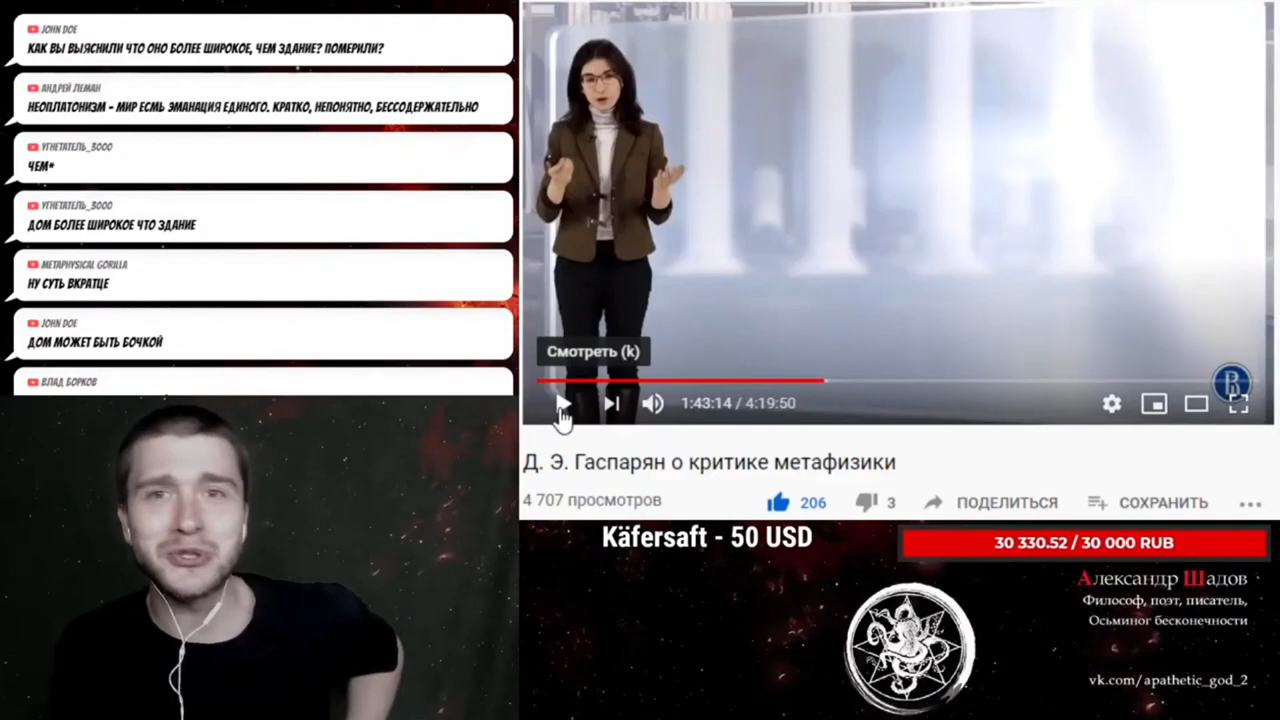 JOHN DOE
КАК ВЫ ВЫЯСНИЛИ ЧТО ОНО БОЛЕЕ ШИРОКОЕ, ЧЕМ ЗДАНИЕ? ПОМЕРИЛИ?
АНДРЕЙ ЛЕМАН
НЕОПЛАТОНИЗМ - МИР ЕСМЬ ЭМАНАЦИЯ ЕДИНОГО. КРАТКО, НЕПОНЯТНО, БЕССОДЕРЖАТЕЛЬНО
УГНЕТАТЕЛЬ_3000
ЧЕМ*
УГНЕТАТЕЛЬ_3000
ДОМ БОЛЕЕ ШИРОКОЕ ЧТО ЗДАНИЕ
METAPHYSICAL GORILLA
НУ СУТЬ ВКРАТЦЕ
JOHN DOE
ДОМ МОЖЕТ БЫТЬ БОЧКОЙ
ВЛАД БОРКОВ
Смотреть (k)
1:43:14 / 4:19:50
Д. Э. Гаспарян о критике метафизики
4 707 просмотров
206
3
ПОДЕЛИТЬСЯ
СОХРАНИТЬ
Käfersaft - 50 USD
30 330.52 / 30 000 RUB
Александр Шадов
Философ, поэт, писатель,
Осьминог бесконечности
vk.com/apathetic_god_2